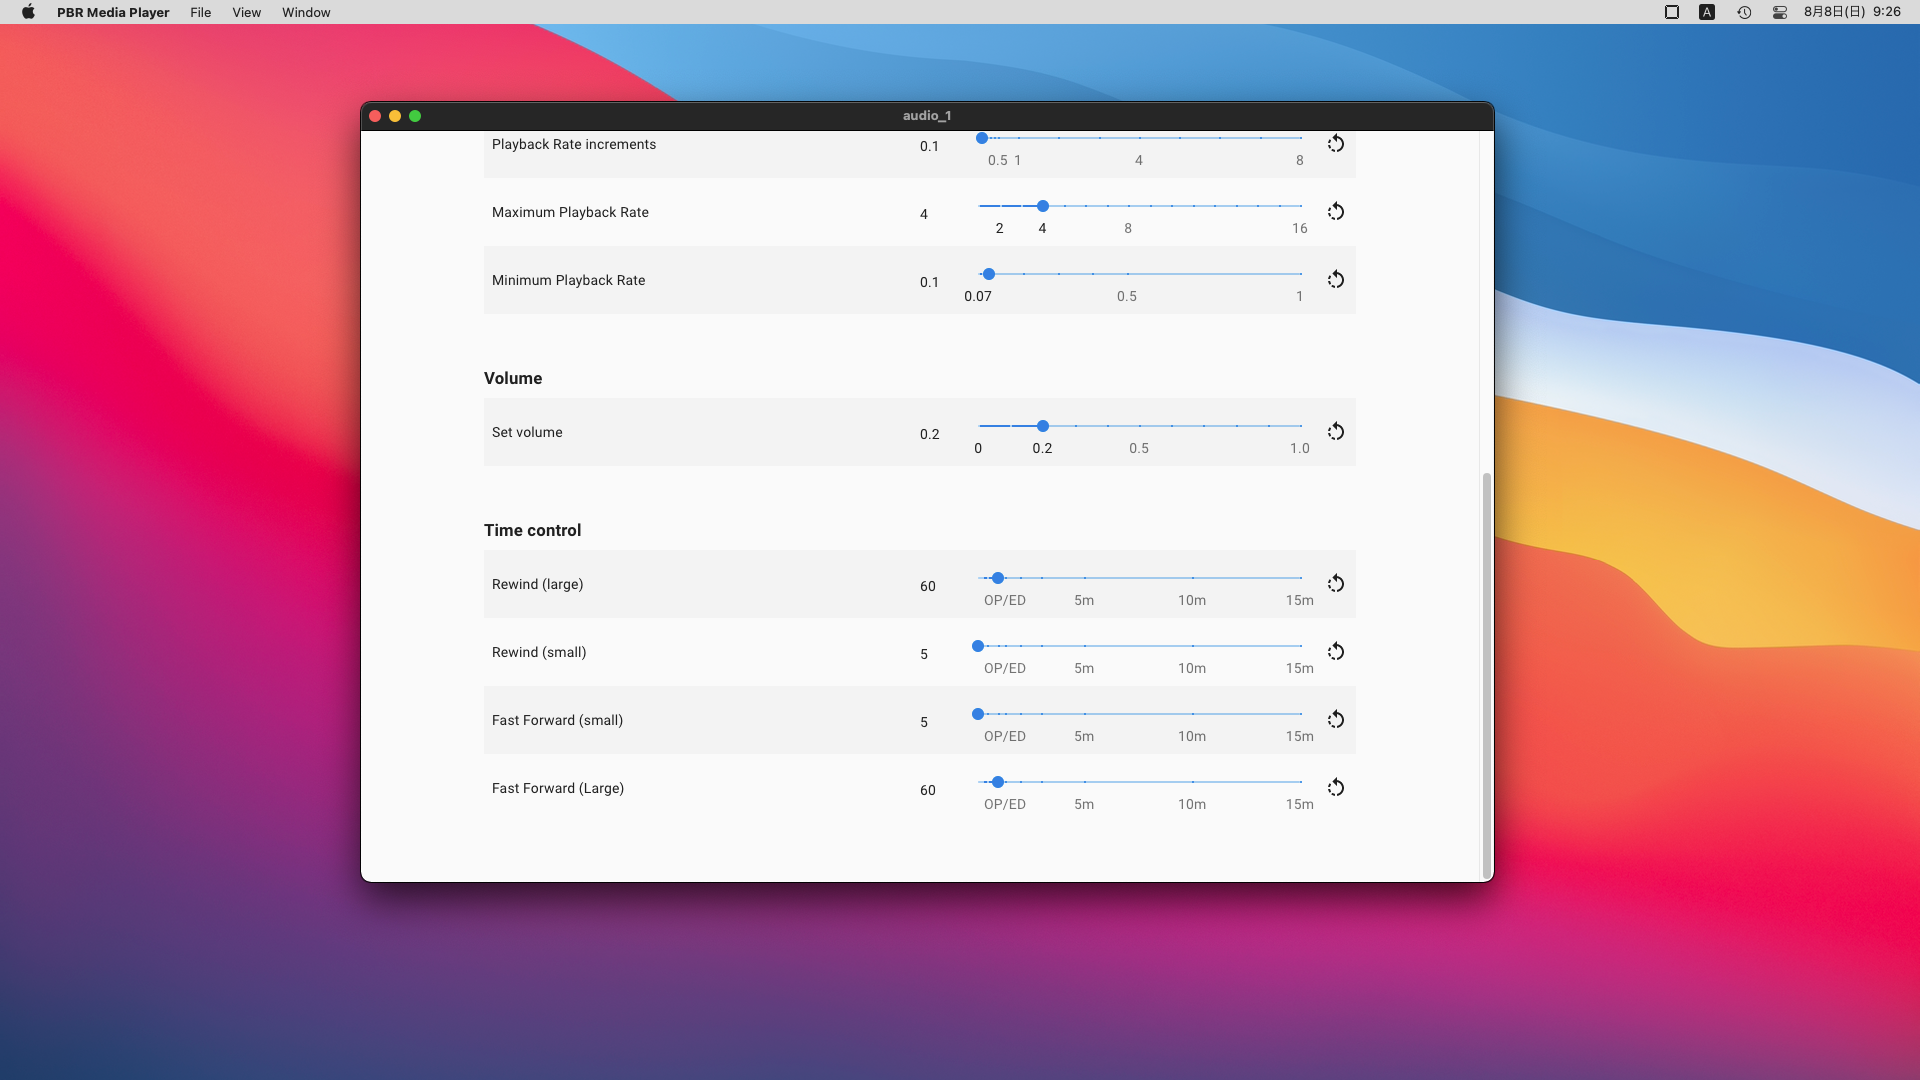 PBR Media Player File View Window A 8月8日(日) 9:26
audio_1
Playback Rate increments 0.1
0.5 1 4 8
Maximum Playback Rate 4
2 4 8 16
Minimum Playback Rate 0.1
0.07 0.5 1
Volume
Set volume 0.2
0 0.2 0.5 1.0
Time control
Rewind (large) 60
OP/ED 5m 10m 15m
Rewind (small) 5
OP/ED 5m 10m 15m
Fast Forward (small) 5
OP/ED 5m 10m 15m
Fast Forward (Large) 60
OP/ED 5m 10m 15m